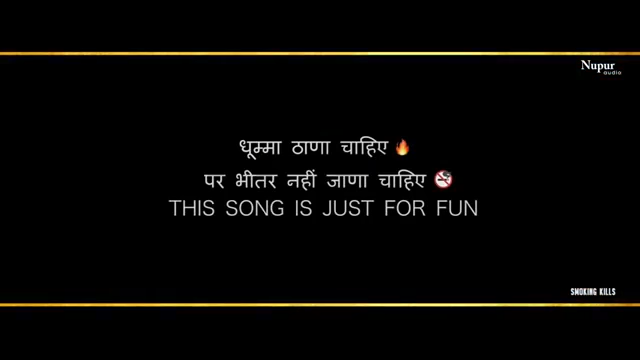 Nupur
audio
धूम्मा ठाणा चाहिए 🔥
पर भीतर नहीं जाणा चाहिए 🚭
THIS SONG IS JUST FOR FUN
SMOKING KILLS